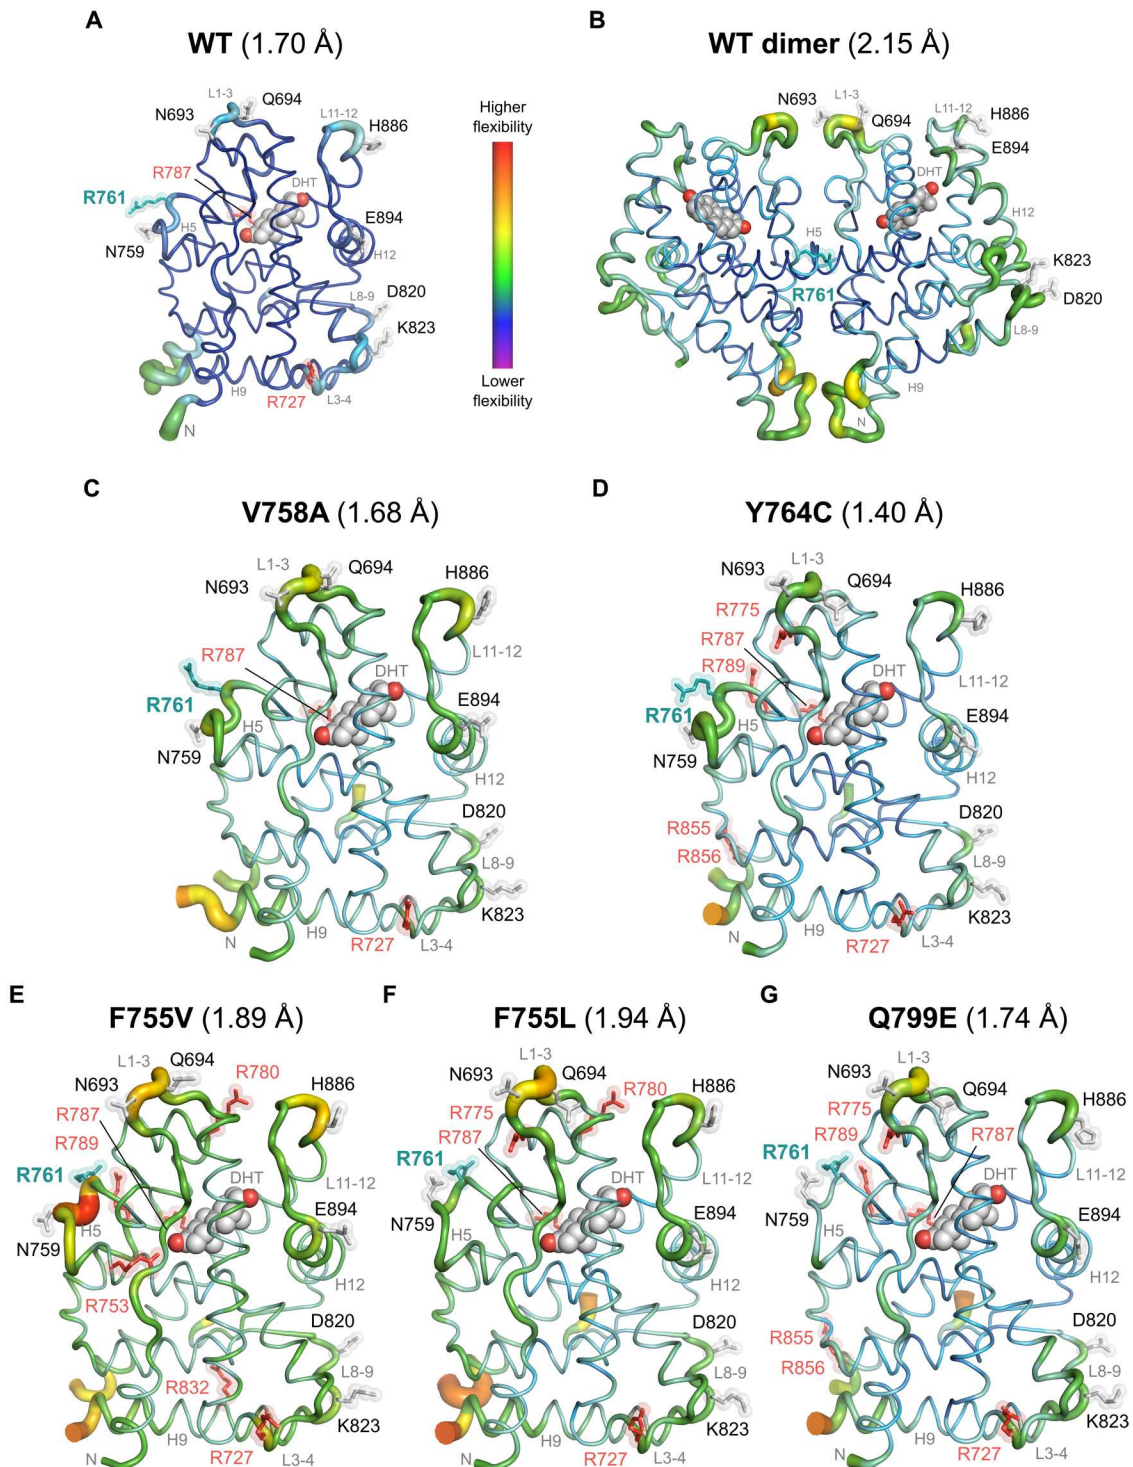 A
WT (1.70 Å)
L1-3
Q694
N693
L11-12
H886
R787
DHT
R761
H5
E894
N759
H12
L8-9
D820
K823
H9
R727
L3-4
N
Higher
flexibility
Lower
flexibility
B
WT dimer (2.15 Å)
N693
L1-3
Q694
L11-12
H886
E894
DHT
H12
H5
R761
K823
D820
L8-9
H9
N
C
V758A (1.68 Å)
L1-3
Q694
N693
H886
R787
L11-12
DHT
R761
E894
H5
N759
H12
D820
L8-9
K823
N
H9
R727
L3-4
D
Y764C (1.40 Å)
L1-3
N693
Q694
H886
R775
R787
R789
DHT
L11-12
R761
E894
H5
N759
H12
D820
R855
L8-9
R856
K823
N
H9
R727
L3-4
E
F755V (1.89 Å)
L1-3
Q694
N693
R780
H886
R787
R789
R761
DHT
L11-12
N759
H5
E894
H12
R753
D820
L8-9
R832
K823
N
H9
R727
L3-4
F
F755L (1.94 Å)
L1-3
N693
Q694
R780
H886
R775
R787
R761
DHT
L11-12
N759
H5
E894
H12
D820
L8-9
K823
N
H9
R727
L3-4
G
Q799E (1.74 Å)
L1-3
N693
Q694
H886
R775
R789
R787
R761
DHT
L11-12
N759
H5
E894
H12
D820
R855
L8-9
R856
K823
N
H9
R727
L3-4